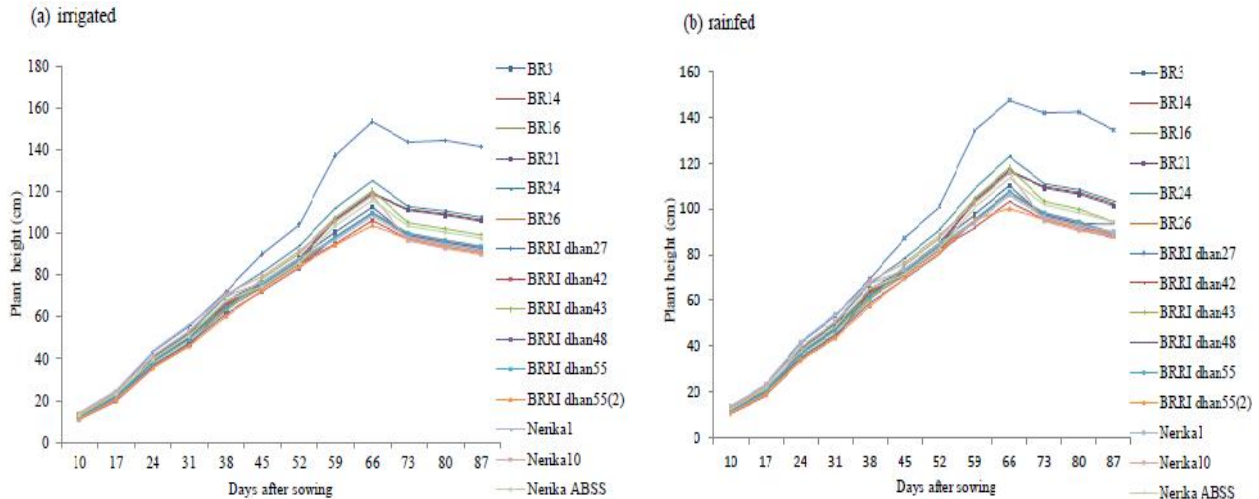 (a) irrigated
Plant height (cm)
180
160
140
120
100
80
60
40
20
0
10 17 24 31 38 45 52 59 66 73 80 87
Days after sowing
BR3
BR14
BR16
BR21
BR24
BR26
BRRI dhan27
BRRI dhan42
BRRI dhan43
BRRI dhan48
BRRI dhan55
BRRI dhan55(2)
Nerika1
Nerika10
Nerika ABSS
(b) rainfed
Plant height (cm)
160
140
120
100
80
60
40
20
0
10 17 24 31 38 45 52 59 66 73 80 87
Days after sowing
BR3
BR14
BR16
BR21
BR24
BR26
BRRI dhan27
BRRI dhan42
BRRI dhan43
BRRI dhan48
BRRI dhan55
BRRI dhan55(2)
Nerika1
Nerika10
Nerika ABSS